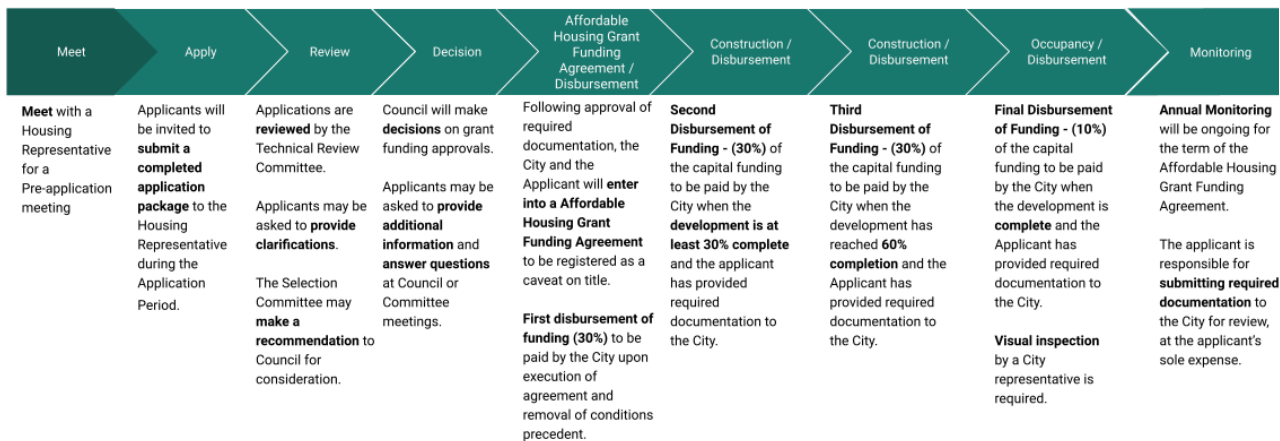 Meet
Apply
Review
Decision
Affordable
Housing Grant
Funding
Agreement /
Disbursement
Construction /
Disbursement
Construction /
Disbursement
Occupancy /
Disbursement
Monitoring
Meet with a
Housing
Representative
for a
Pre-application
meeting
Applicants will
be invited to
submit a
completed
application
package to the
Housing
Representative
during the
Application
Period.
Applications are
reviewed by the
Technical Review
Committee.
Applicants may be
asked to provide
clarifications.
The Selection
Committee may
make a
recommendation to
Council for
consideration.
Council will make
decisions on grant
funding approvals.
Applicants may be
asked to provide
additional
information and
answer questions
at Council or
Committee
meetings.
Following approval of
required
documentation, the
City and the
Applicant will enter
into a Affordable
Housing Grant
Funding Agreement
to be registered as a
caveat on title.
First disbursement of
funding (30%) to be
paid by the City upon
execution of
agreement and
removal of conditions
precedent.
Second
Disbursement of
Funding - (30%) of
the capital funding
to be paid by the
City when the
development is at
least 30% complete
and the applicant
has provided
required
documentation to
the City.
Third
Disbursement of
Funding - (30%) of
the capital funding
to be paid by the
City when the
development has
reached 60%
completion and the
Applicant has
provided required
documentation to
the City.
Final Disbursement
of Funding - (10%)
of the capital
funding to be paid
by the City when
the development is
complete and the
Applicant has
provided required
documentation to
the City.
Visual inspection
by a City
representative is
required.
Annual Monitoring
will be ongoing for
the term of the
Affordable Housing
Grant Funding
Agreement.
The applicant is
responsible for
submitting required
documentation to
the City for review,
at the applicant's
sole expense.